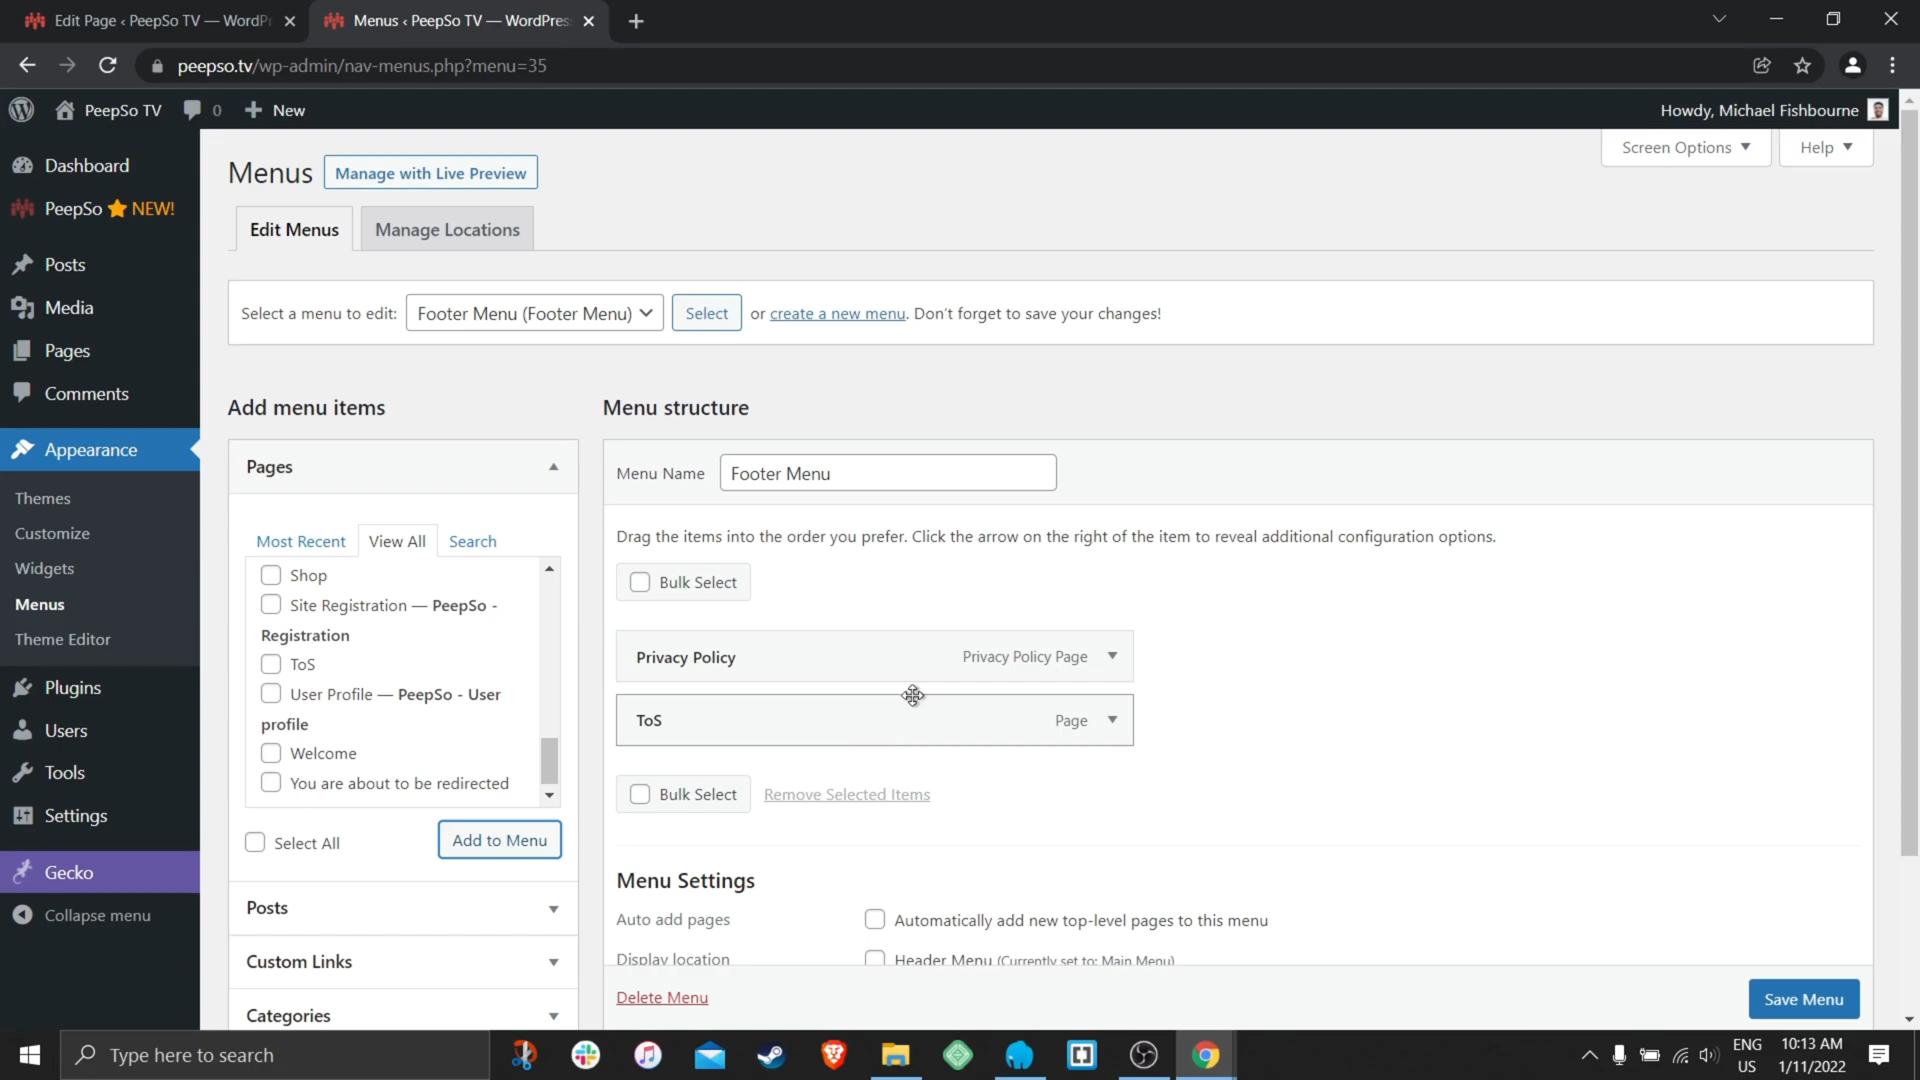 Edit Page ‹ PeepSo TV — WordPr
Menus ‹ PeepSo TV — WordPres
peepso.tv/wp-admin/nav-menus.php?menu=35
PeepSo TV 0 New
Howdy, Michael Fishbourne
Dashboard
PeepSo NEW!
Posts
Media
Pages
Comments
Appearance
Themes
Customize
Widgets
Menus
Theme Editor
Plugins
Users
Tools
Settings
Gecko
Collapse menu
Screen Options
Help
Menus
Manage with Live Preview
Edit Menus
Manage Locations
Select a menu to edit: Footer Menu (Footer Menu) Select or create a new menu. Don't forget to save your changes!
Add menu items
Pages
Most Recent View All Search
Shop
Site Registration — PeepSo -
Registration
ToS
User Profile — PeepSo - User
profile
Welcome
You are about to be redirected
Select All
Add to Menu
Posts
Custom Links
Categories
Menu structure
Menu Name Footer Menu
Drag the items into the order you prefer. Click the arrow on the right of the item to reveal additional configuration options.
Bulk Select
Privacy Policy Privacy Policy Page
ToS Page
Bulk Select Remove Selected Items
Menu Settings
Auto add pages Automatically add new top-level pages to this menu
Display location Header Menu (Currently set to: Main Menu)
Delete Menu
Save Menu
Type here to search
ENG
US
10:13 AM
1/11/2022